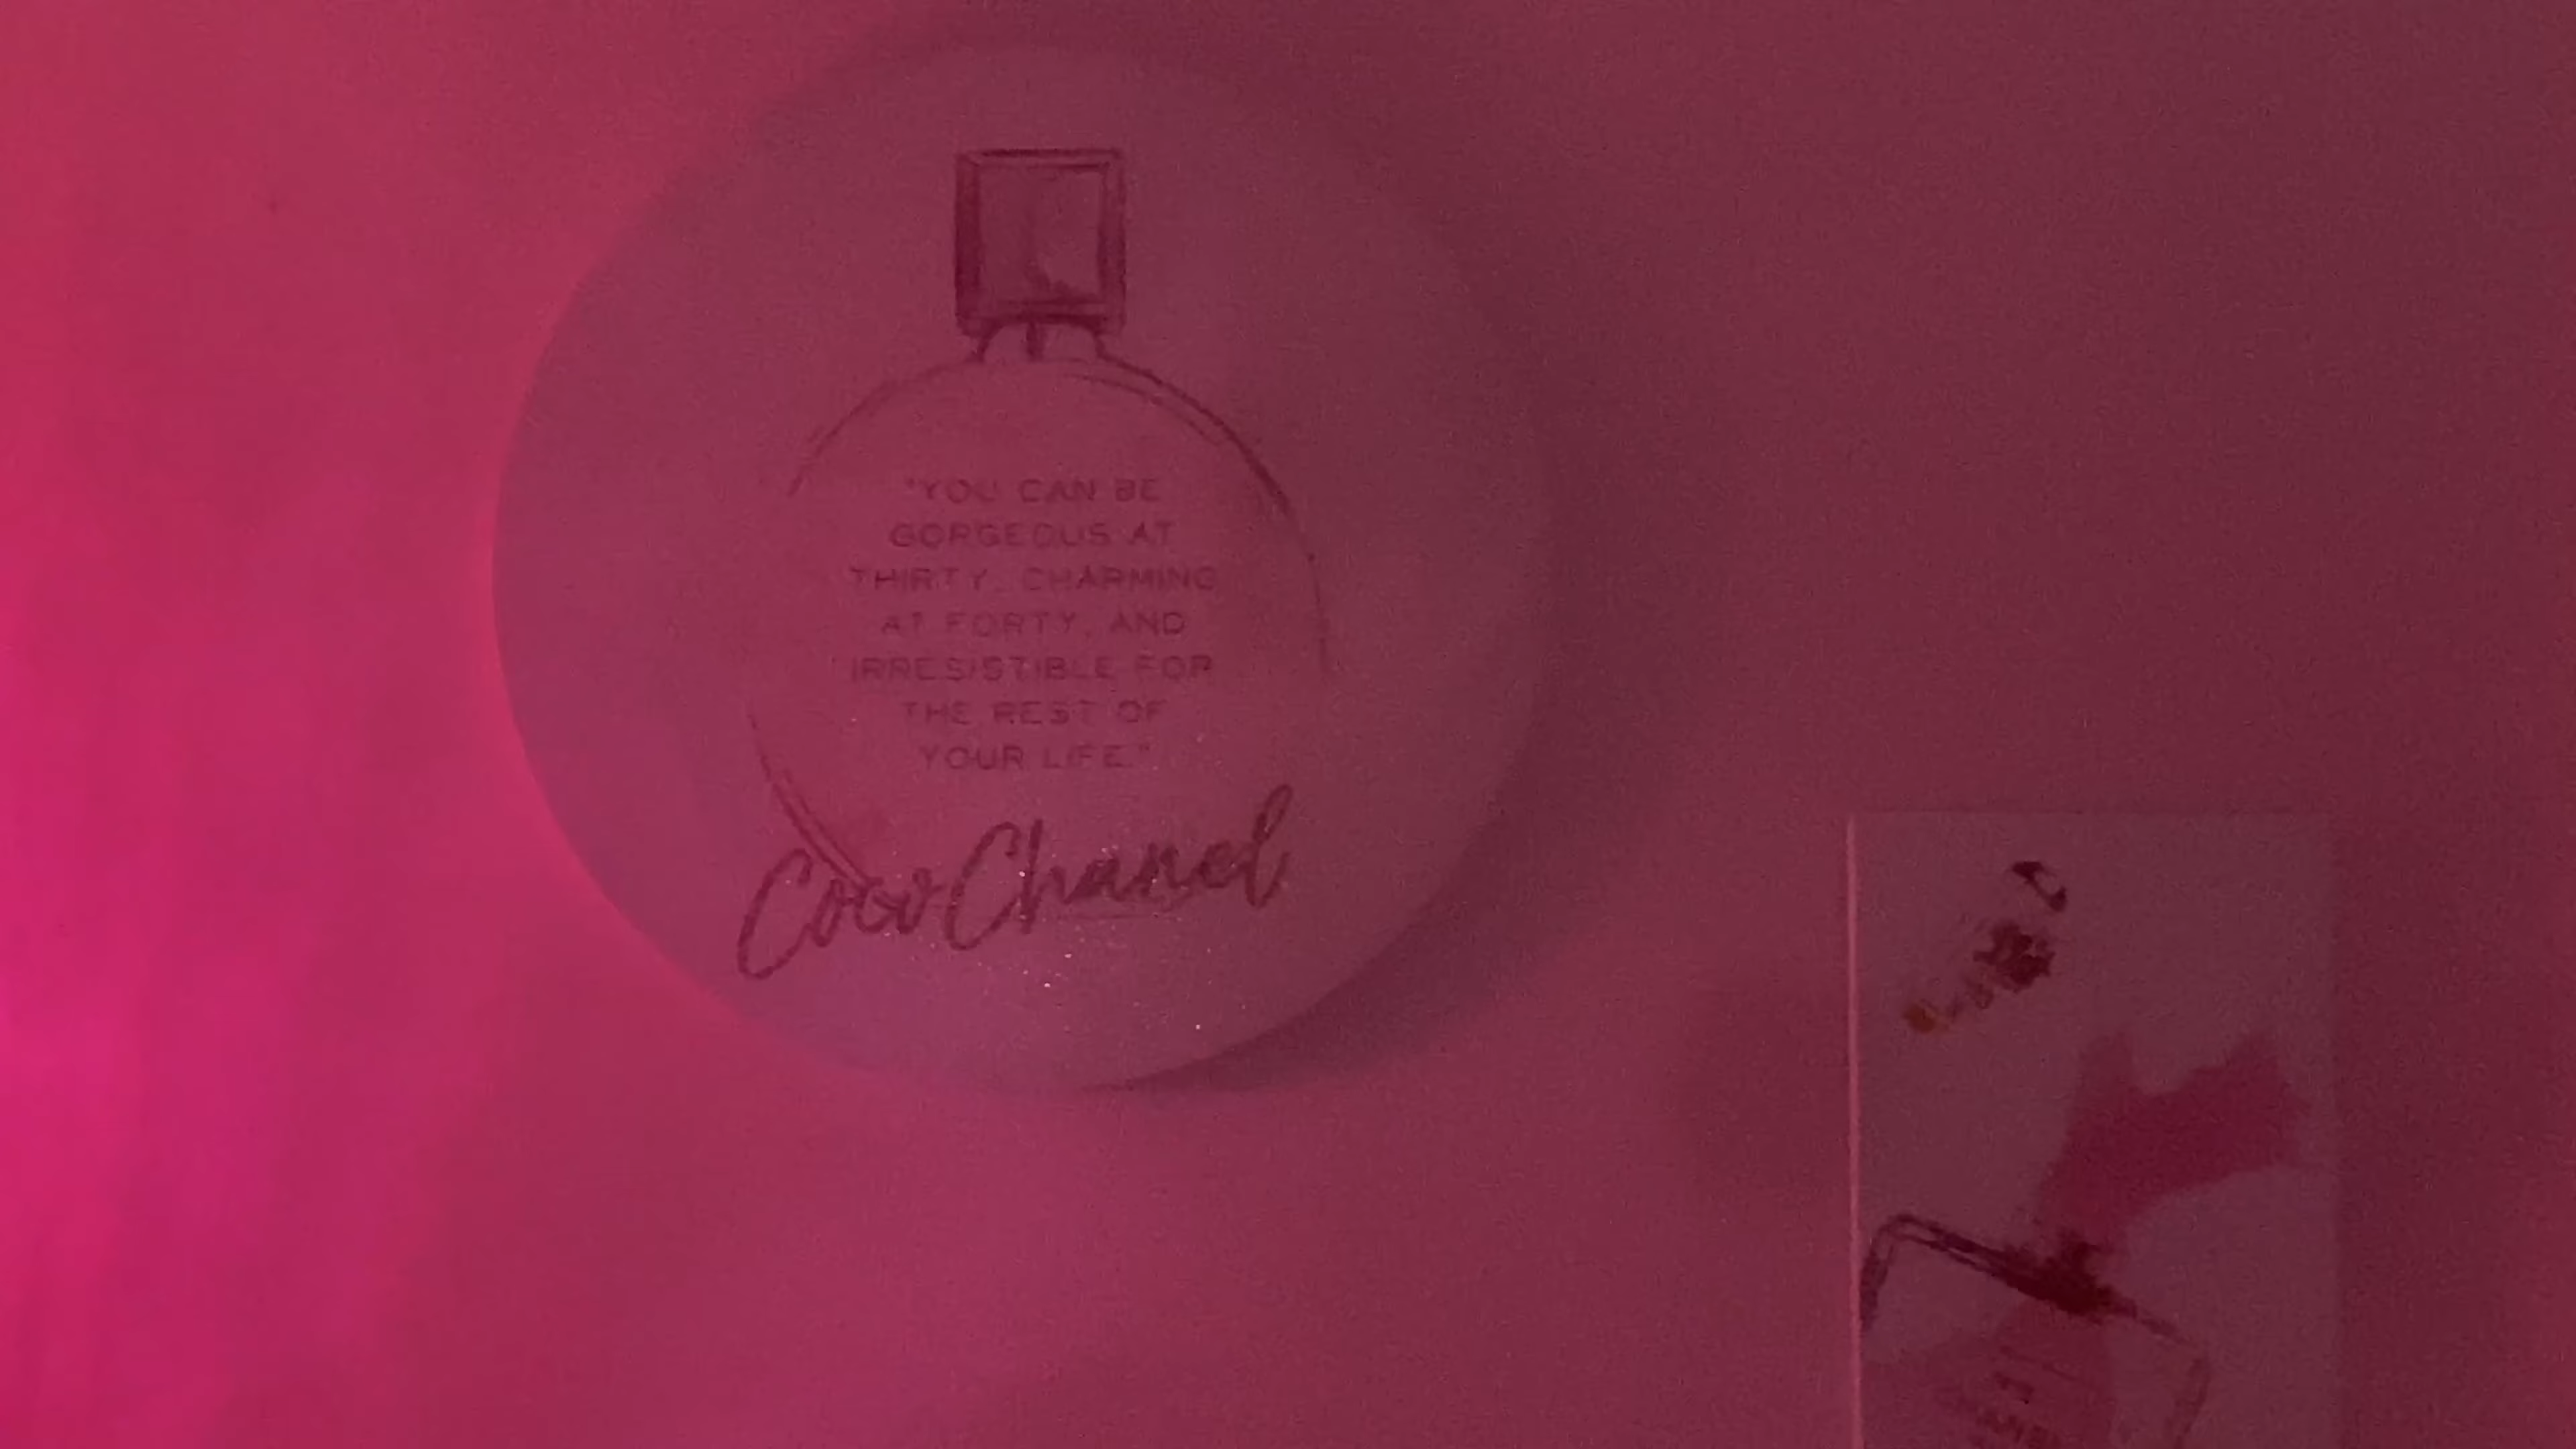 "YOU CAN BE
GORGEOUS AT
THIRTY, CHARMING
AT FORTY, AND
IRRESISTIBLE FOR
THE REST OF
YOUR LIFE."
Coco Chanel